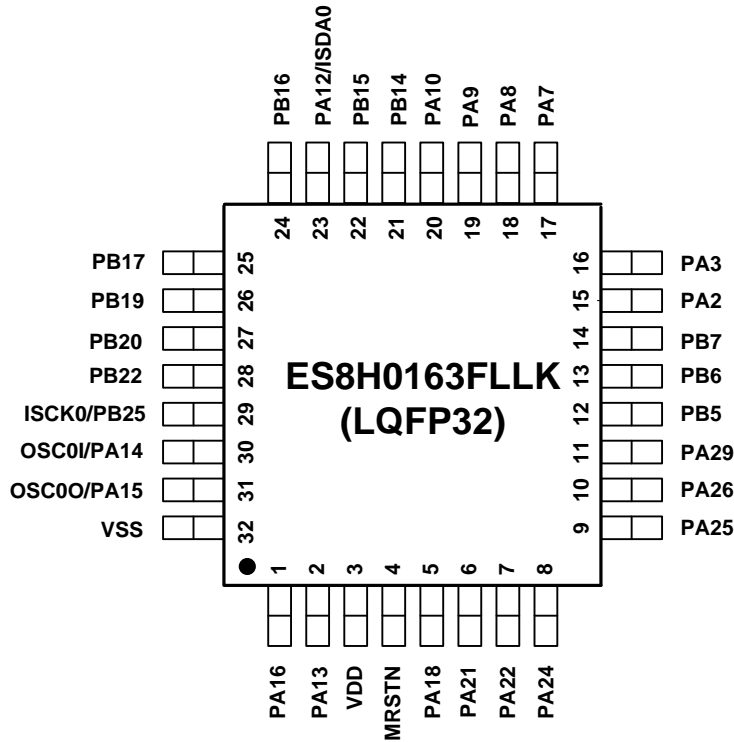 PB16
PA12/ISDA0
PB15
PB14
PA10
PA9
PA8
PA7
24
23
22
21
20
19
18
17
PB17
25
PB19
26
PB20
27
PB22
28
ISCK0/PB25
29
OSC0I/PA14
30
OSC0O/PA15
31
VSS
32
ES8H0163FLLK
(LQFP32)
16
PA3
15
PA2
14
PB7
13
PB6
12
PB5
11
PA29
10
PA26
9
PA25
1
2
3
4
5
6
7
8
PA16
PA13
VDD
MRSTN
PA18
PA21
PA22
PA24